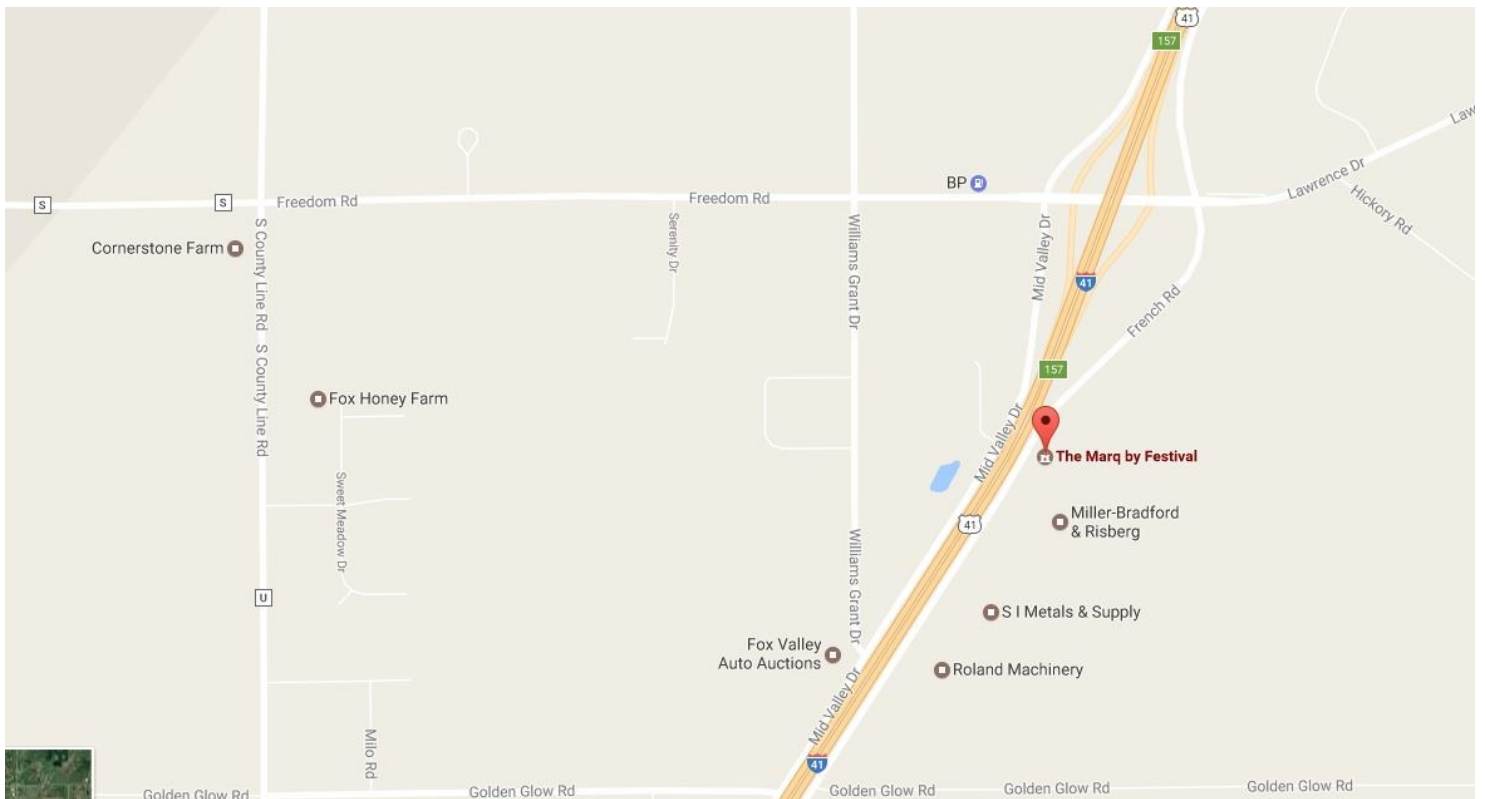 41
157
Law
Lawrence Dr
BP
Hickory Rd
S
S
Freedom Rd
Freedom Rd
Cornerstone Farm
S County Line Rd
Serenity Dr
Williams Grant Dr
Mid Valley Dr
41
French Rd
S County Line Rd
157
Fox Honey Farm
Mid Valley Dr
The Marq by Festival
Sweet Meadow Dr
41
Miller-Bradford
& Risberg
Williams Grant Dr
U
S I Metals & Supply
Fox Valley
Auto Auctions
Roland Machinery
Mid Valley Dr
Milo Rd
41
Golden Glow Rd
Golden Glow Rd
Golden Glow Rd
Golden Glow Rd
Golden Glow Rd